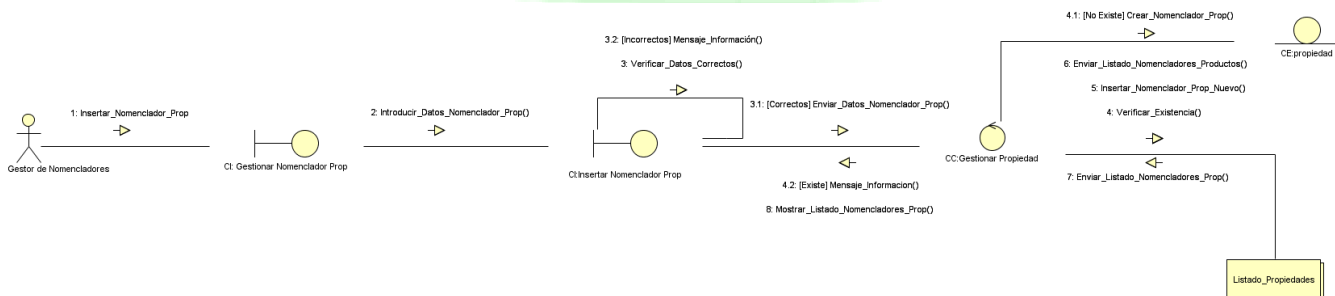 4.1: [No Existe] Crear_Nomenclador_Prop()
CE:propiedad
3.2: [Incorrectos] Mensaje_Información()
3: Verificar_Datos_Correctos()
6: Enviar_Listado_Nomencladores_Productos()
5: Insertar_Nomenclador_Prop_Nuevo()
4: Verificar_Existencia()
1: Insertar_Nomenclador_Prop
2: Introducir_Datos_Nomenclador_Prop()
3.1: [Correctos] Enviar_Datos_Nomenclador_Prop()
Gestor de Nomencladores
CI: Gestionar Nomenclador Prop
CI:Insertar Nomenclador Prop
CC:Gestionar Propiedad
4.2: [Existe] Mensaje_Informacion()
8: Mostrar_Listado_Nomencladores_Prop()
7: Enviar_Listado_Nomencladores_Prop()
Listado_Propiedades